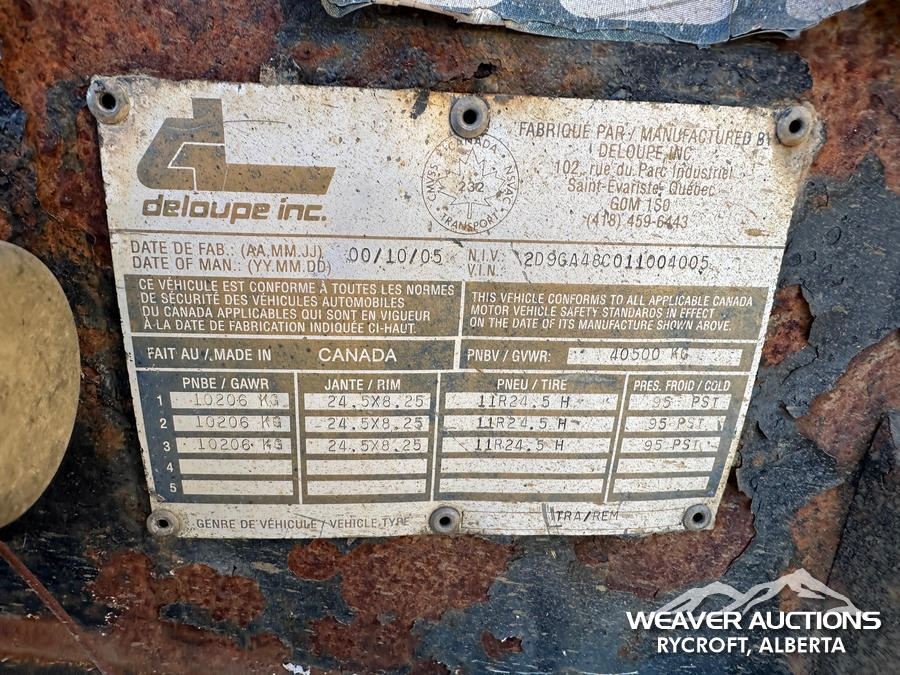 deloupe inc.
CANADA
CMVSS
232
NVAC
TRANSPORT
FABRIQUÉ PAR / MANUFACTURED BY
DELOUPE INC
102, rue du Parc Industriel
Saint-Évariste, Québec
G0M 1S0
(418) 459-6443
DATE DE FAB.: (AA,MM,JJ)
DATE OF MAN.: (YY,MM,DD)
00/10/05
N.I.V.
V.I.N.:
2D9GA48C011004005
CE VÉHICULE EST CONFORME À TOUTES LES NORMES
DE SÉCURITÉ DES VÉHICULES AUTOMOBILES
DU CANADA APPLICABLES QUI SONT EN VIGUEUR
À LA DATE DE FABRICATION INDIQUÉE CI-HAUT.
THIS VEHICLE CONFORMS TO ALL APPLICABLE CANADA
MOTOR VEHICLE SAFETY STANDARDS IN EFFECT
ON THE DATE OF ITS MANUFACTURE SHOWN ABOVE.
FAIT AU / MADE IN CANADA
PNBV / GVWR: 40500 KG
PNBE / GAWR JANTE / RIM PNEU / TIRE PRES. FROID / COLD
1 10206 KG 24.5X8.25 11R24.5 H 95 PSI
2 10206 KG 24.5X8.25 11R24.5 H 95 PSI
3 10206 KG 24.5X8.25 11R24.5 H 95 PSI
4
5
GENRE DE VÉHICULE / VEHICLE TYPE TRA/REM
WEAVER AUCTIONS
RYCROFT, ALBERTA